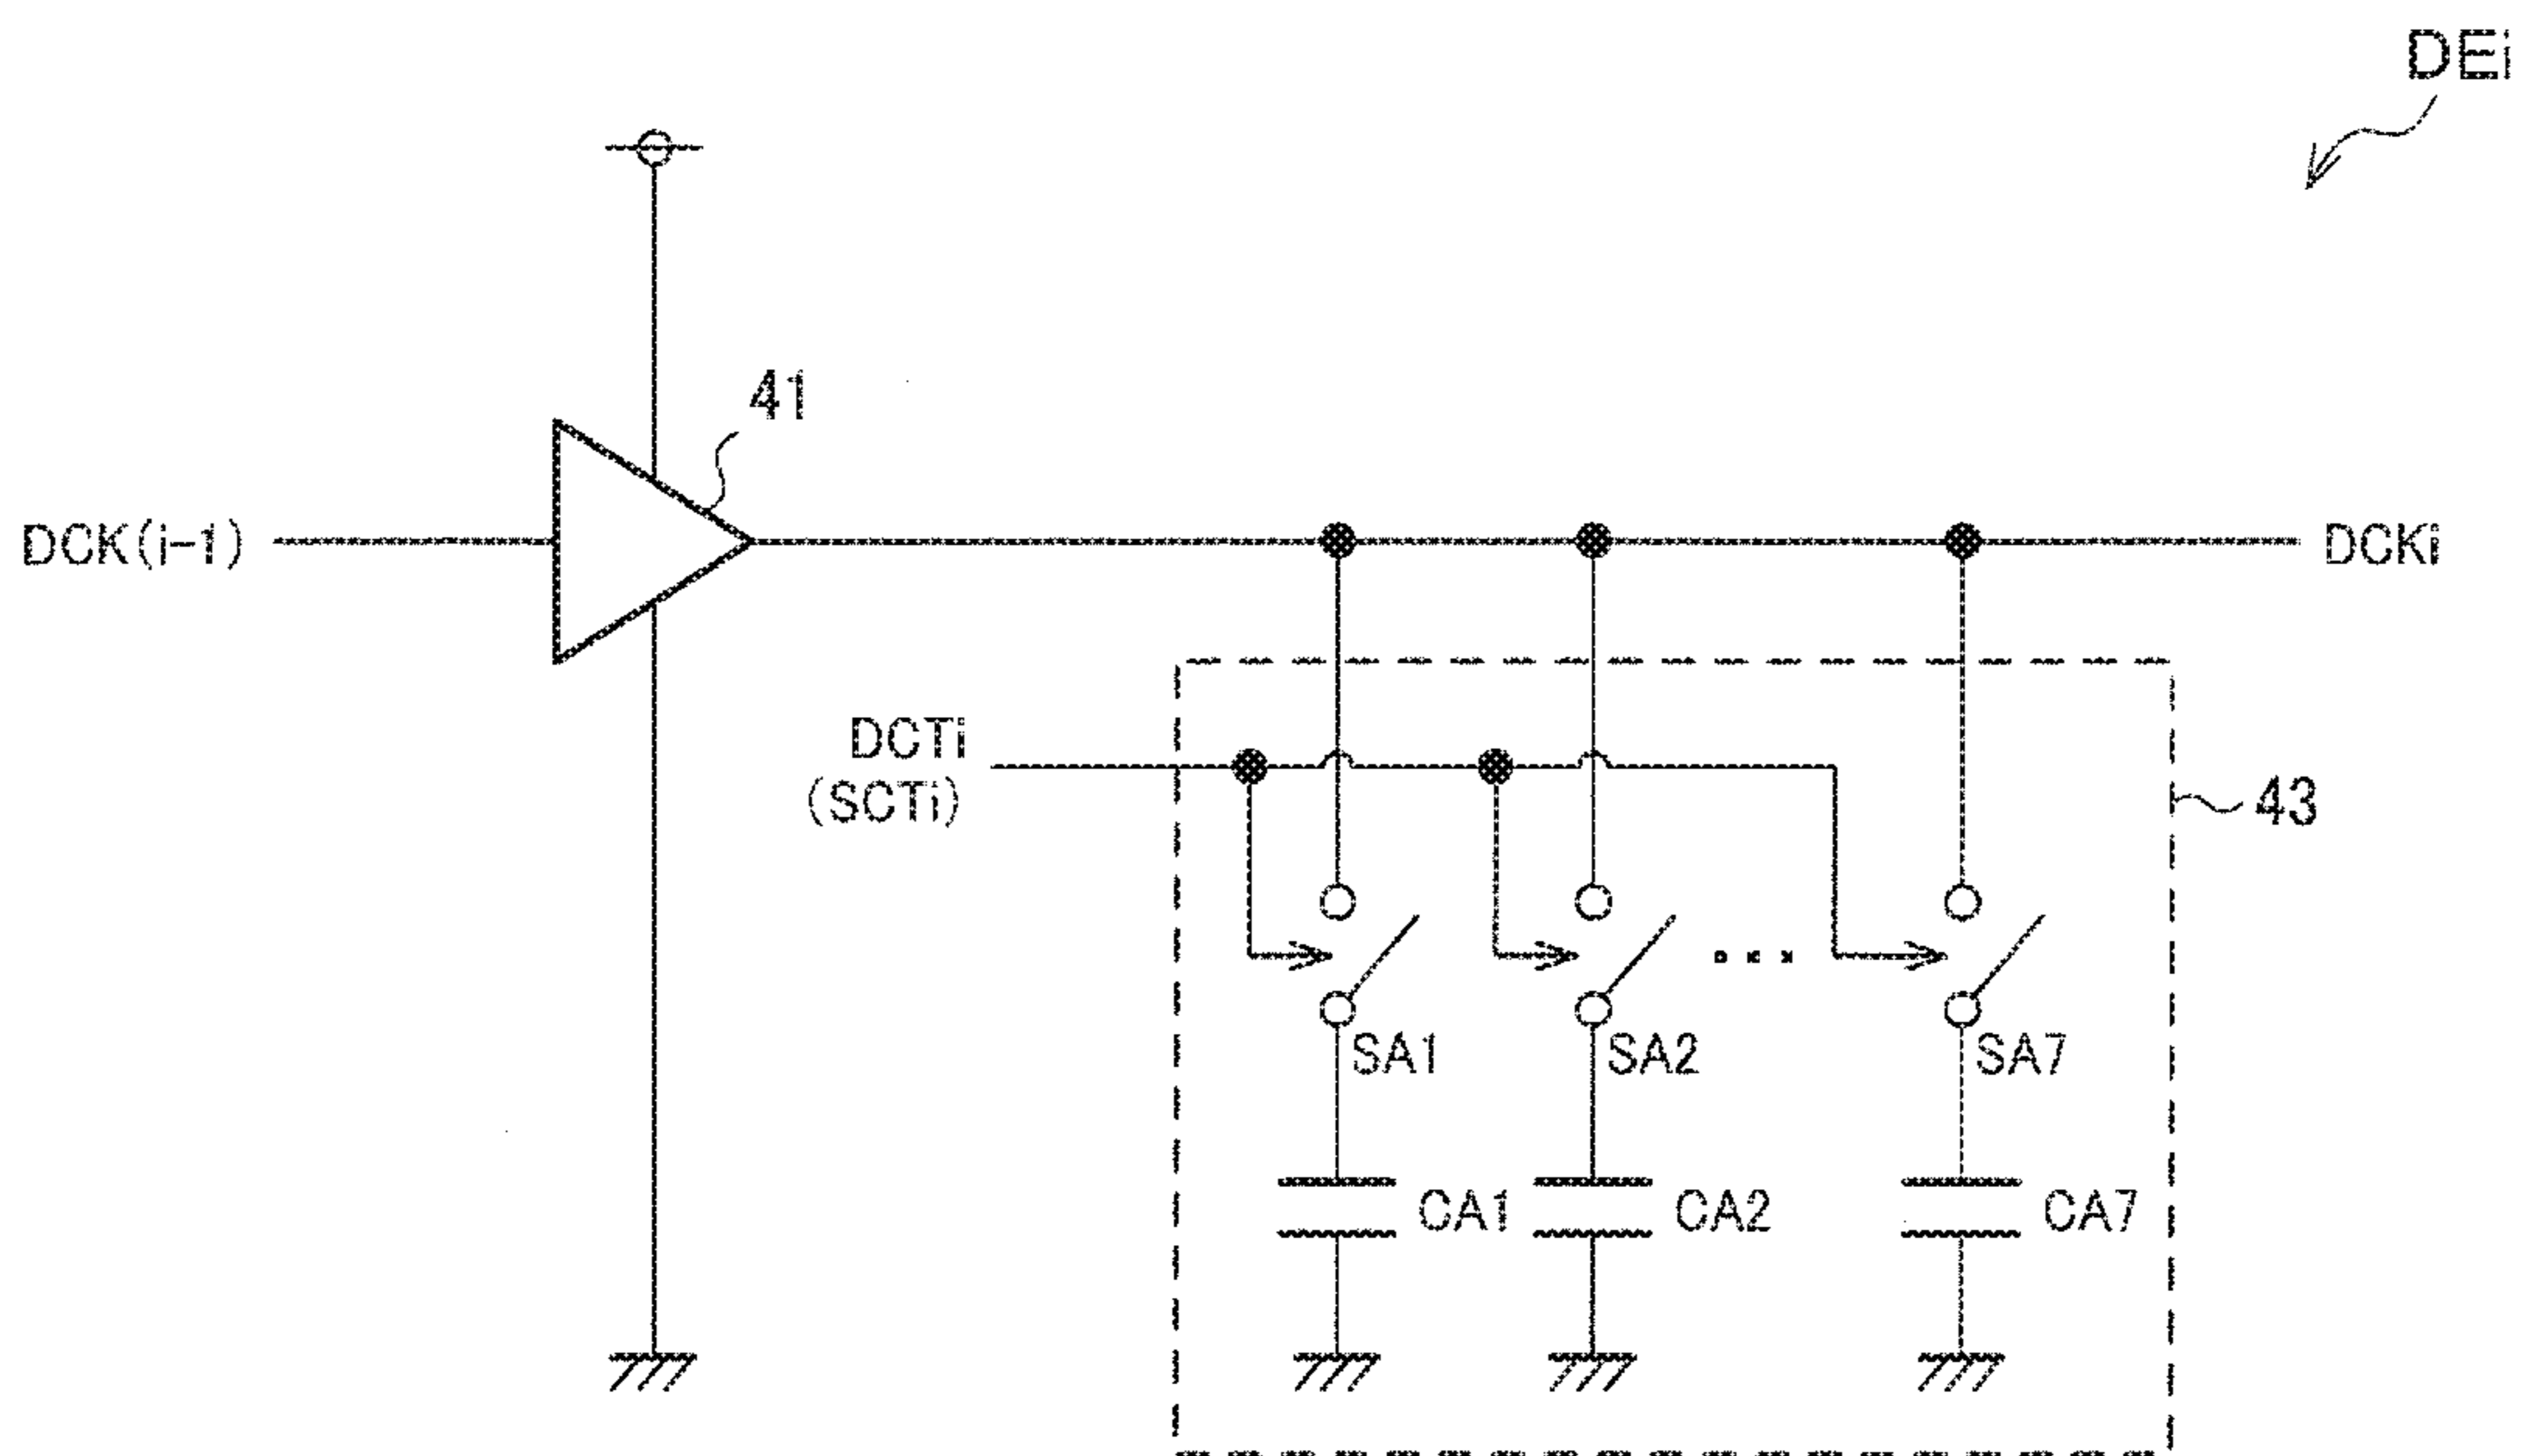 DEi
41
DCK(i-1)
DCKi
DCTi
(SCTi)
43
SA1
SA2
SA7
CA1
CA2
CA7